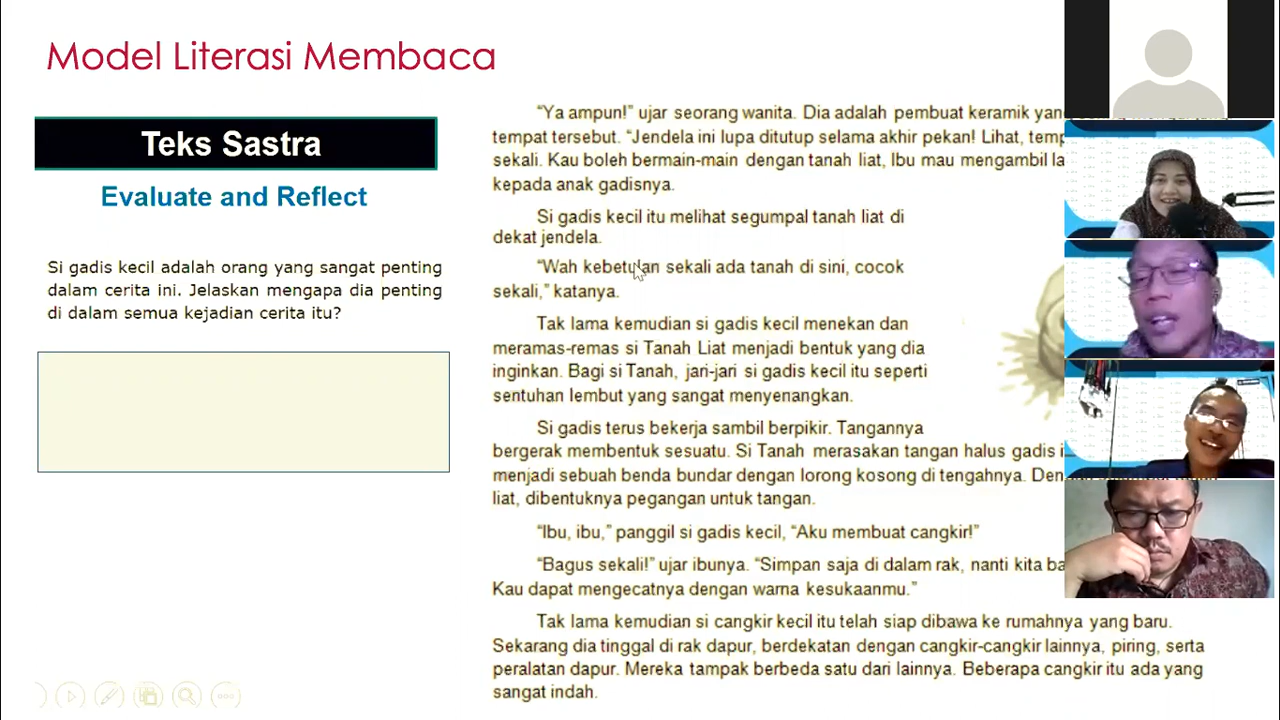 Model Literasi Membaca
Teks Sastra
Evaluate and Reflect
Si gadis kecil adalah orang yang sangat penting
dalam cerita ini. Jelaskan mengapa dia penting
di dalam semua kejadian cerita itu?
“Ya ampun!” ujar seorang wanita. Dia adalah pembuat keramik
tempat tersebut. “Jendela ini lupa ditutup selama akhir pekan! Lihat,
sekali. Kau boleh bermain-main dengan tanah liat, Ibu mau mengambil
kepada anak gadisnya.
Si gadis kecil itu melihat segumpal tanah liat di
dekat jendela.
“Wah kebetulan sekali ada tanah di sini, cocok
sekali,” katanya.
Tak lama kemudian si gadis kecil menekan dan
meramas-remas si Tanah Liat menjadi bentuk yang dia
inginkan. Bagi si Tanah, jari-jari si gadis kecil itu seperti
sentuhan lembut yang sangat menyenangkan.
Si gadis terus bekerja sambil berpikir. Tangannya
bergerak membentuk sesuatu. Si Tanah merasakan tangan halus gadis
menjadi sebuah benda bundar dengan lorong kosong di tengahnya.
liat, dibentuknya pegangan untuk tangan.
“Ibu, ibu,” panggil si gadis kecil, “Aku membuat cangkir!”
“Bagus sekali!” ujar ibunya. “Simpan saja di dalam rak, nanti kita
Kau dapat mengecatnya dengan warna kesukaanmu.”
Tak lama kemudian si cangkir kecil itu telah siap dibawa ke rumahnya yang baru.
Sekarang dia tinggal di rak dapur, berdekatan dengan cangkir-cangkir lainnya, piring, serta
peralatan dapur. Mereka tampak berbeda satu dari lainnya. Beberapa cangkir itu ada yang
sangat indah.